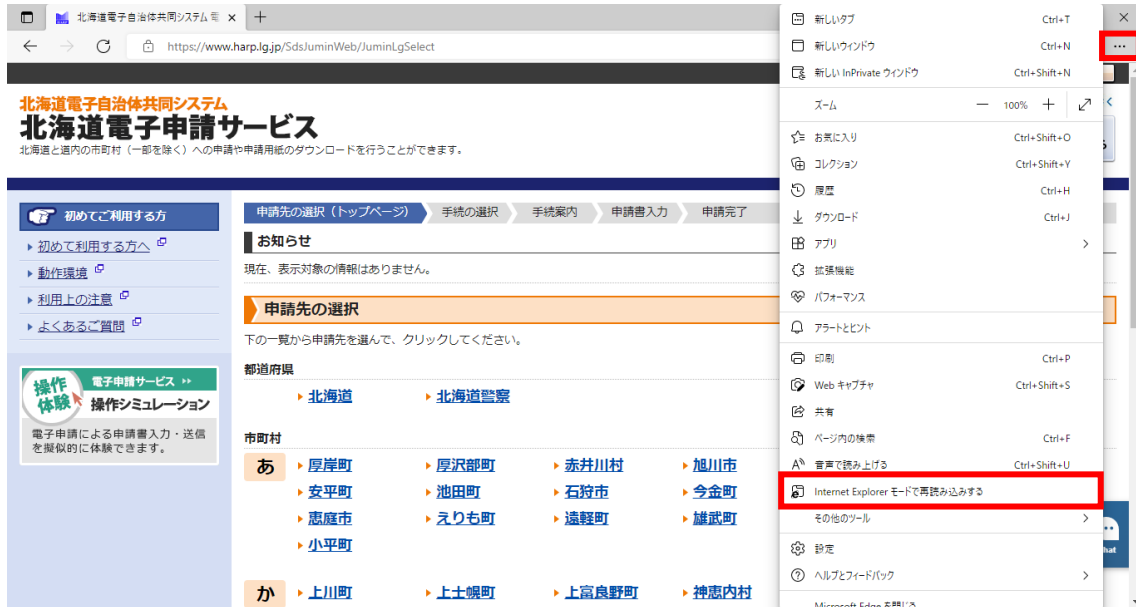 北海道電子自治体共同システム 電
https://www.harp.lg.jp/SdsJuminWeb/JuminLgSelect
北海道電子自治体共同システム
北海道電子申請サービス
北海道と道内の市町村（一部を除く）への申請や申請用紙のダウンロードを行うことができます。
初めてご利用する方
初めて利用する方へ
動作環境
利用上の注意
よくあるご質問
操作体験
電子申請サービス
操作シミュレーション
電子申請による申請書入力・送信
を擬似的に体験できます。
申請先の選択（トップページ） 手続の選択 手続案内 申請書入力 申請完了
お知らせ
現在、表示対象の情報はありません。
申請先の選択
下の一覧から申請先を選んで、クリックしてください。
都道府県
北海道 北海道警察
市町村
あ 厚岸町 厚沢部町 赤井川村 旭川市
安平町 池田町 石狩市 今金町
恵庭市 えりも町 遠軽町 雄武町
小平町
か 上川町 上士幌町 上富良野町 神恵内村
新しいタブ Ctrl+T
新しいウィンドウ Ctrl+N
新しい InPrivate ウィンドウ Ctrl+Shift+N
ズーム 100%
お気に入り Ctrl+Shift+O
コレクション Ctrl+Shift+Y
履歴 Ctrl+H
ダウンロード Ctrl+J
アプリ
拡張機能
パフォーマンス
アラートとヒント
印刷 Ctrl+P
Web キャプチャ Ctrl+Shift+S
共有
ページ内の検索 Ctrl+F
音声で読み上げる Ctrl+Shift+U
Internet Explorer モードで再読み込みする
その他のツール
設定
ヘルプとフィードバック
Microsoft Edge を閉じる